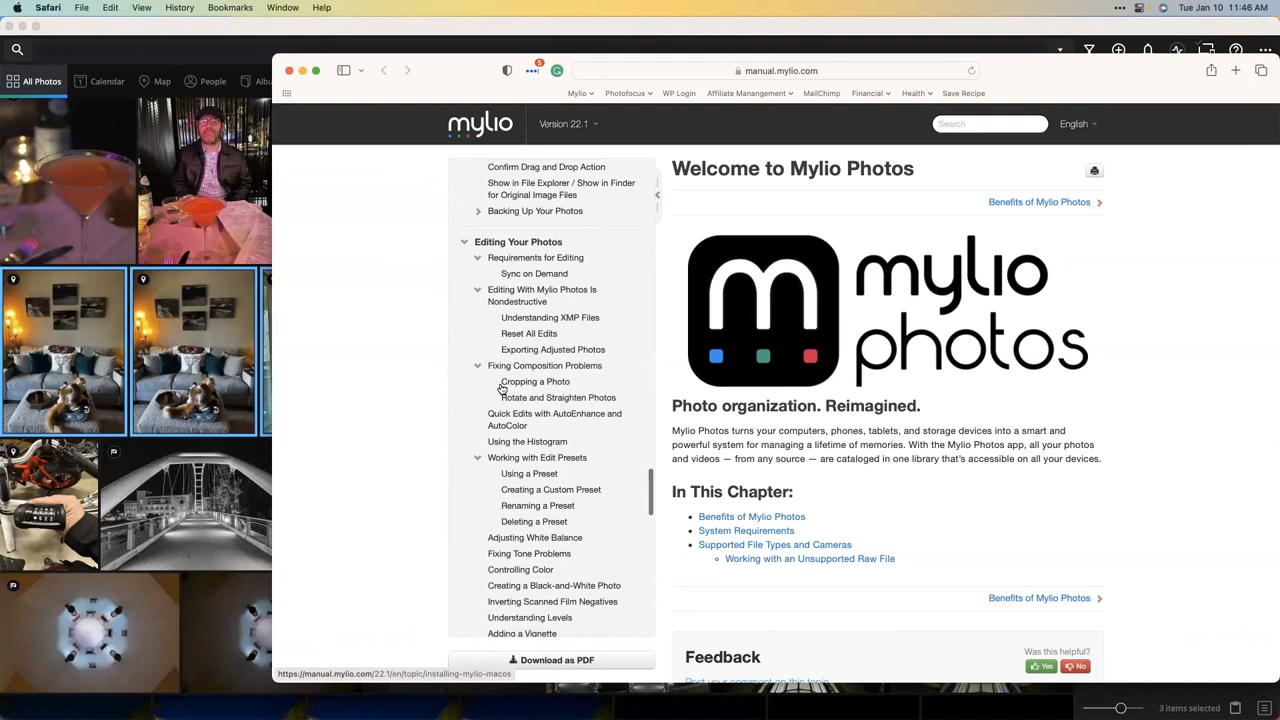 Safari File Edit View History Bookmarks Window Help Tue Jan 10 11:46 AM
All Photos Calendar Map People
5
manual.mylio.com
Mylio Photofocus WP Login Affiliate Mangement MailChimp Financial Health Save Recipe
mylio Version 22.1 Search English
Confirm Drag and Drop Action
Show in File Explorer / Show in Finder
for Original Image Files
Backing Up Your Photos
Editing Your Photos
Requirements for Editing
Sync on Demand
Editing With Mylio Photos Is
Nondestructive
Understanding XMP Files
Reset All Edits
Exporting Adjusted Photos
Fixing Composition Problems
Cropping a Photo
Rotate and Straighten Photos
Quick Edits with AutoEnhance and
AutoColor
Using the Histogram
Working with Edit Presets
Using a Preset
Creating a Custom Preset
Renaming a Preset
Deleting a Preset
Adjusting White Balance
Fixing Tone Problems
Controlling Color
Creating a Black-and-White Photo
Inverting Scanned Film Negatives
Understanding Levels
Adding a Vignette
Download as PDF
https://manual.mylio.com/22.1/en/topic/installing-mylio-macos
Welcome to Mylio Photos
Benefits of Mylio Photos
m mylio
photos
Photo organization. Reimagined.
Mylio Photos turns your computers, phones, tablets, and storage devices into a smart and
powerful system for managing a lifetime of memories. With the Mylio Photos app, all your photos
and videos — from any source — are cataloged in one library that's accessible on all your devices.
In This Chapter:
Benefits of Mylio Photos
System Requirements
Supported File Types and Cameras
Working with an Unsupported Raw File
Benefits of Mylio Photos
Feedback
Was this helpful?
Yes No
Post your comment on this topic
3 items selected